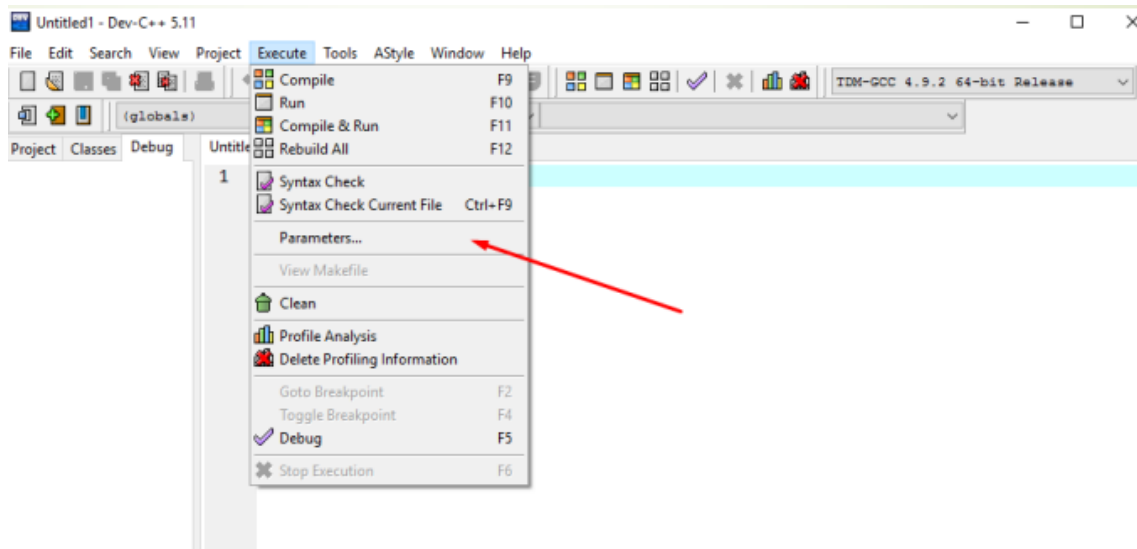 Untitled1 - Dev-C++ 5.11
File Edit Search View Project Execute Tools AStyle Window Help
TDM-GCC 4.9.2 64-bit Release
(globals)
Project Classes Debug
1
Compile F9
Run F10
Compile & Run F11
Rebuild All F12
Syntax Check
Syntax Check Current File Ctrl+F9
Parameters...
View Makefile
Clean
Profile Analysis
Delete Profiling Information
Goto Breakpoint F2
Toggle Breakpoint F4
Debug F5
Stop Execution F6